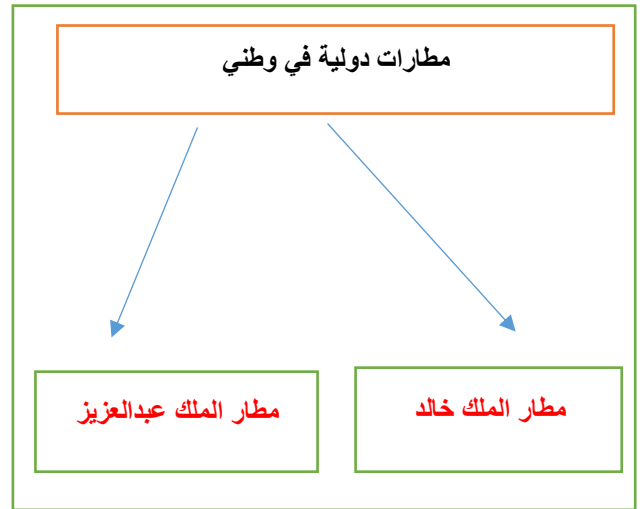 مطارات دولية في وطني
مطار الملك خالد
مطار الملك عبدالعزيز